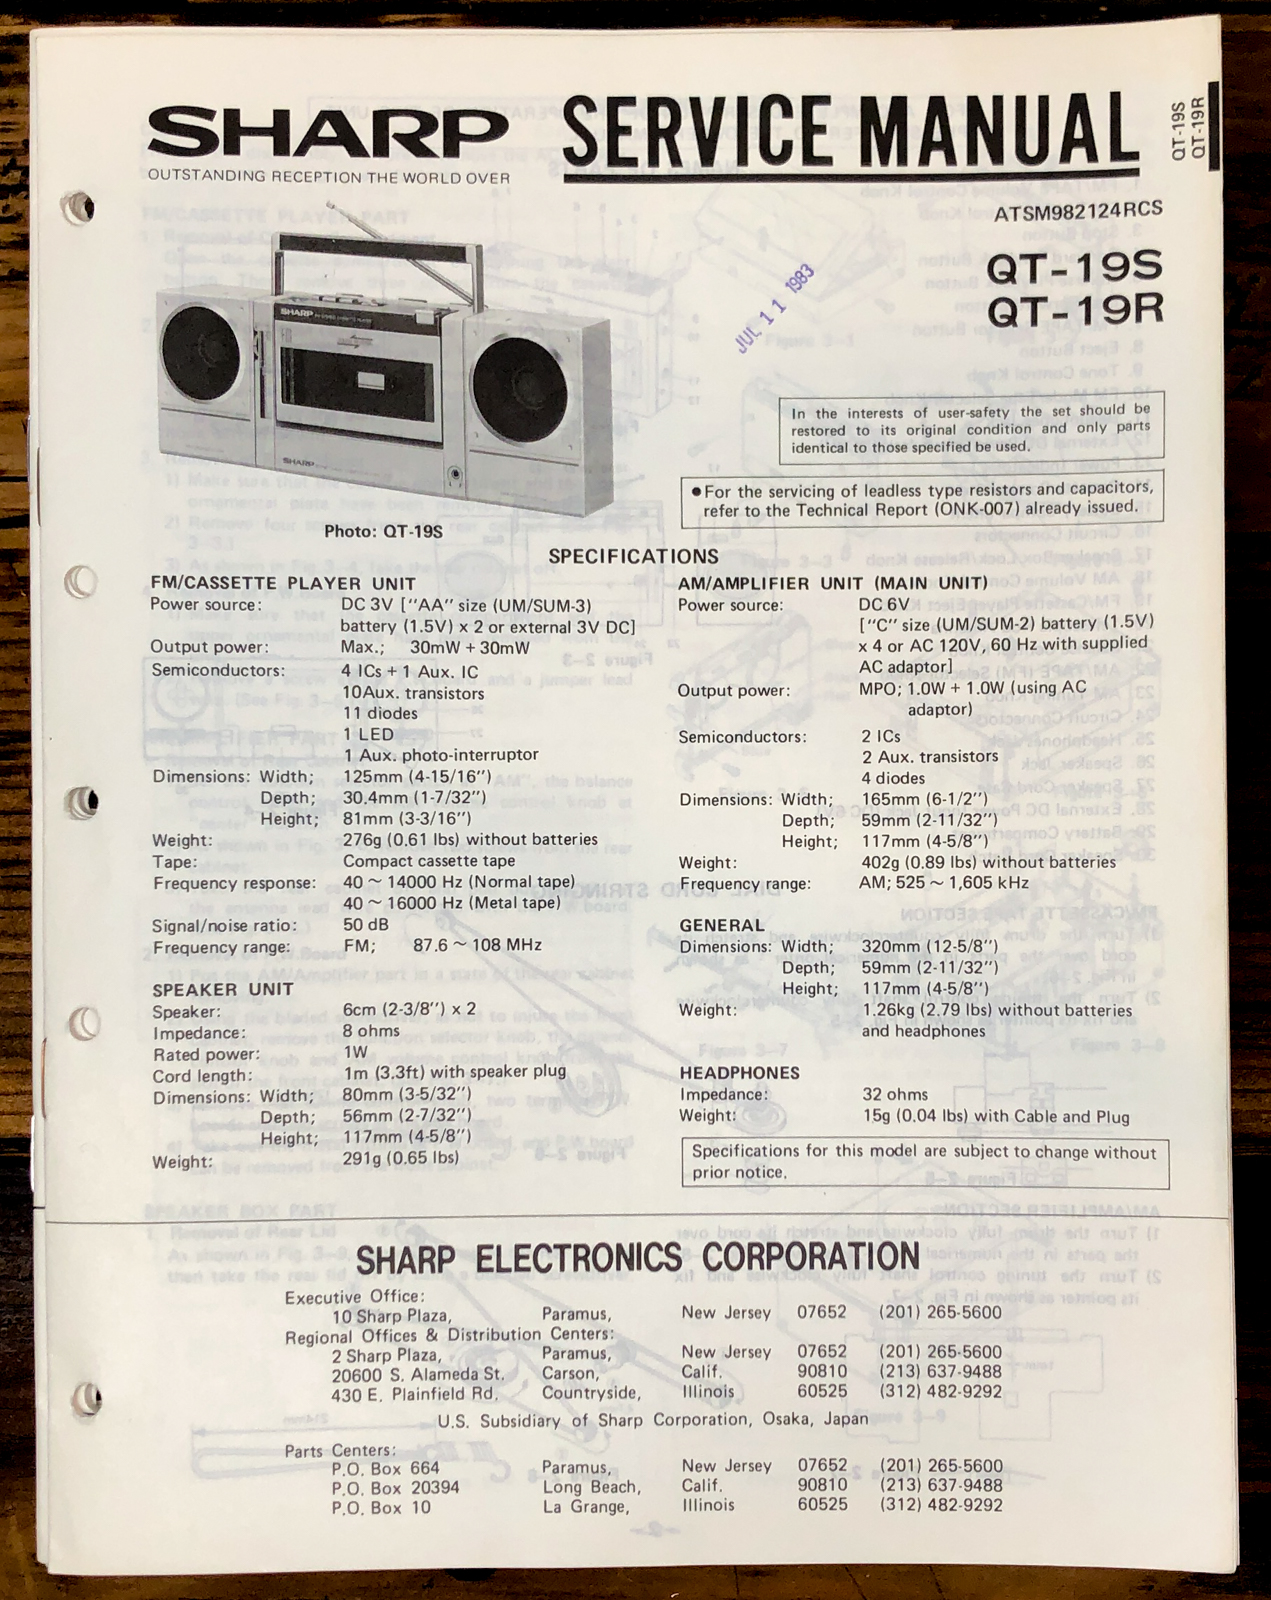 SHARP
OUTSTANDING RECEPTION THE WORLD OVER
SERVICE MANUAL
QT-19S
QT-19R
ATSM982124RCS
QT-19S
QT-19R
JUL 11 1983
SHARP
SHARP
Photo: QT-19S
In the interests of user-safety the set should be
restored to its original condition and only parts
identical to those specified be used.
●For the servicing of leadless type resistors and capacitors,
refer to the Technical Report (ONK-007) already issued.
SPECIFICATIONS
FM/CASSETTE PLAYER UNIT
Power source: DC 3V ["AA" size (UM/SUM-3)
battery (1.5V) x 2 or external 3V DC]
Output power: Max.; 30mW + 30mW
Semiconductors: 4 ICs + 1 Aux. IC
10Aux. transistors
11 diodes
1 LED
1 Aux. photo-interruptor
Dimensions: Width; 125mm (4-15/16")
Depth; 30.4mm (1-7/32")
Height; 81mm (3-3/16")
Weight: 276g (0.61 lbs) without batteries
Tape: Compact cassette tape
Frequency response: 40 ~ 14000 Hz (Normal tape)
40 ~ 16000 Hz (Metal tape)
Signal/noise ratio: 50 dB
Frequency range: FM; 87.6 ~ 108 MHz
SPEAKER UNIT
Speaker: 6cm (2-3/8") x 2
Impedance: 8 ohms
Rated power: 1W
Cord length: 1m (3.3ft) with speaker plug
Dimensions: Width; 80mm (3-5/32")
Depth; 56mm (2-7/32")
Height; 117mm (4-5/8")
Weight: 291g (0.65 lbs)
AM/AMPLIFIER UNIT (MAIN UNIT)
Power source: DC 6V
["C" size (UM/SUM-2) battery (1.5V)
x 4 or AC 120V, 60 Hz with supplied
AC adaptor]
Output power: MPO; 1.0W + 1.0W (using AC
adaptor)
Semiconductors: 2 ICs
2 Aux. transistors
4 diodes
Dimensions: Width; 165mm (6-1/2")
Depth; 59mm (2-11/32")
Height; 117mm (4-5/8")
Weight: 402g (0.89 lbs) without batteries
Frequency range: AM; 525 ~ 1,605 kHz
GENERAL
Dimensions: Width; 320mm (12-5/8")
Depth; 59mm (2-11/32")
Height; 117mm (4-5/8")
Weight: 1.26kg (2.79 lbs) without batteries
and headphones
HEADPHONES
Impedance: 32 ohms
Weight: 15g (0.04 lbs) with Cable and Plug
Specifications for this model are subject to change without
prior notice.
SHARP ELECTRONICS CORPORATION
Executive Office:
10 Sharp Plaza, Paramus, New Jersey 07652 (201) 265-5600
Regional Offices & Distribution Centers:
2 Sharp Plaza, Paramus, New Jersey 07652 (201) 265-5600
20600 S. Alameda St. Carson, Calif. 90810 (213) 637-9488
430 E. Plainfield Rd. Countryside, Illinois 60525 (312) 482-9292
U.S. Subsidiary of Sharp Corporation, Osaka, Japan
Parts Centers:
P.O. Box 664 Paramus, New Jersey 07652 (201) 265-5600
P.O. Box 20394 Long Beach, Calif. 90810 (213) 637-9488
P.O. Box 10 La Grange, Illinois 60525 (312) 482-9292